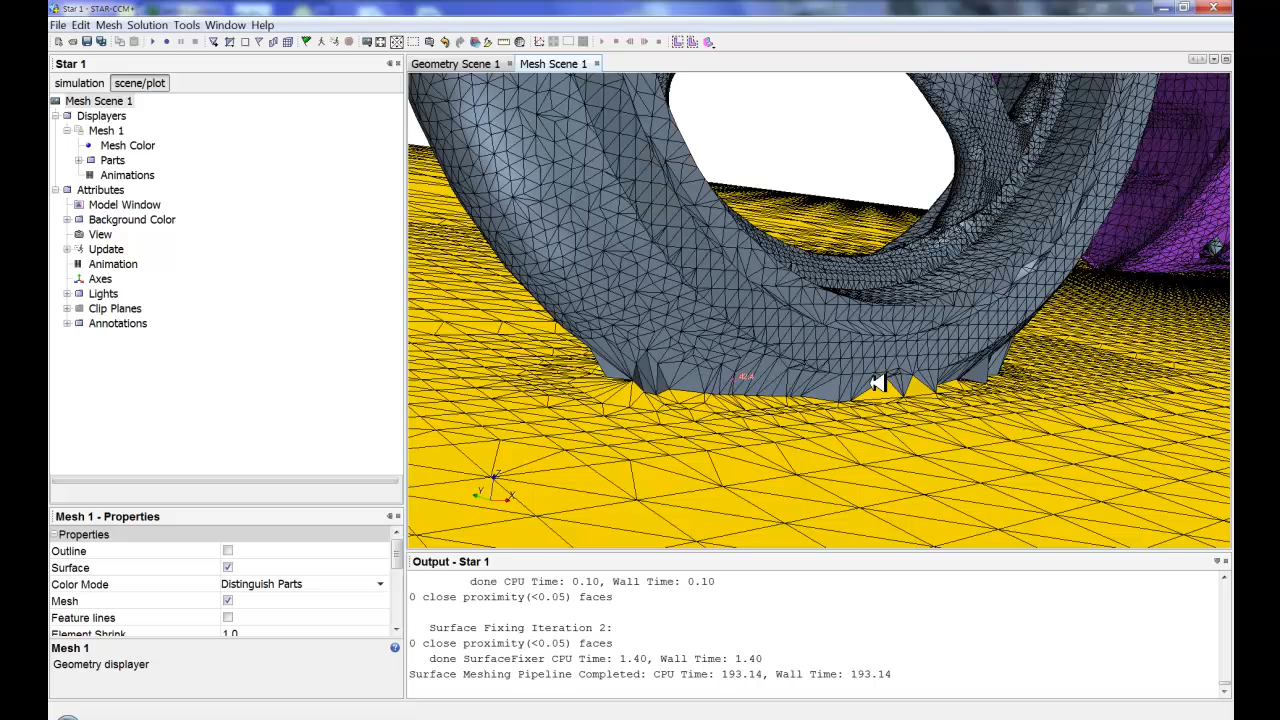 Star 1 - STAR-CCM+
File Edit Mesh Solution Tools Window Help
Star 1
Geometry Scene 1
Mesh Scene 1
simulation
scene/plot
Mesh Scene 1
Displayers
Mesh 1
Mesh Color
Parts
Animations
Attributes
Model Window
Background Color
View
Update
Animation
Axes
Lights
Clip Planes
Annotations
Z
Y
X
Mesh 1 - Properties
Properties
Outline
Surface
Color Mode Distinguish Parts
Mesh
Feature lines
Element Shrink 1.0
Mesh 1
Geometry displayer
Output - Star 1
done CPU Time: 0.10, Wall Time: 0.10
0 close proximity(<0.05) faces
Surface Fixing Iteration 2:
0 close proximity(<0.05) faces
done SurfaceFixer CPU Time: 1.40, Wall Time: 1.40
Surface Meshing Pipeline Completed: CPU Time: 193.14, Wall Time: 193.14